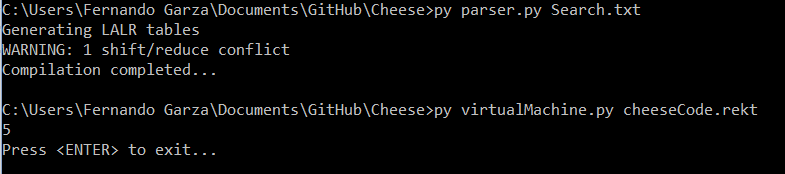 C:\Users\Fernando Garza\Documents\GitHub\Cheese>py parser.py Search.txt
Generating LALR tables
WARNING: 1 shift/reduce conflict
Compilation completed...
C:\Users\Fernando Garza\Documents\GitHub\Cheese>py virtualMachine.py cheeseCode.rekt
5
Press <ENTER> to exit...